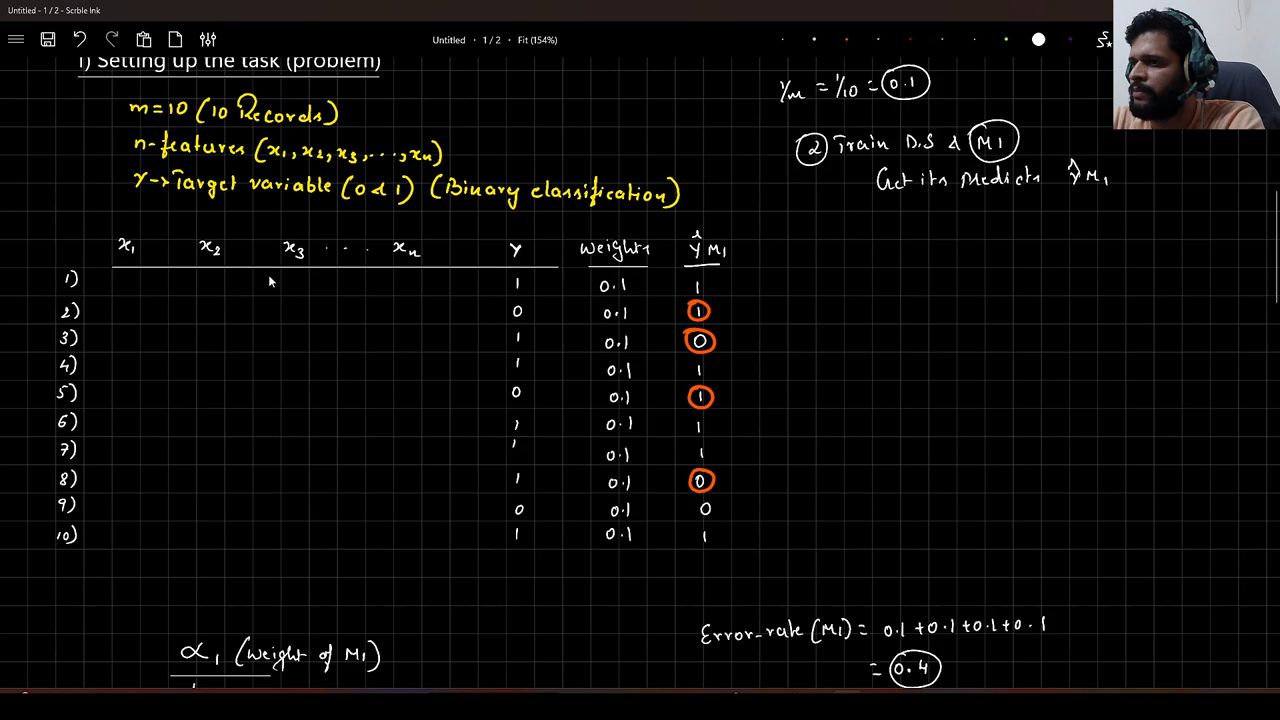 Untitled - 1 / 2 - Scrble Ink
Untitled • 1 / 2 • Fit (154%)
1) Setting up the task (problem)
m=10 (10 Records)
n-features (x1, x2, x3, ..., xn)
Y→Target variable (0 & 1) (Binary classification)
1/m = 1/10 = 0.1
2 Train D.S & M1
Get its Predicts ŷ M1
x1 x2 x3 ... xn Y Weights ŷ M1
1) 1 0.1 1
2) 0 0.1 1
3) 1 0.1 0
4) 1 0.1 1
5) 0 0.1 1
6) 1 0.1 1
7) 1 0.1 1
8) 1 0.1 0
9) 0 0.1 0
10) 1 0.1 1
Error-rate (M1) = 0.1 + 0.1 + 0.1 + 0.1
= 0.4
α1 (Weight of M1)